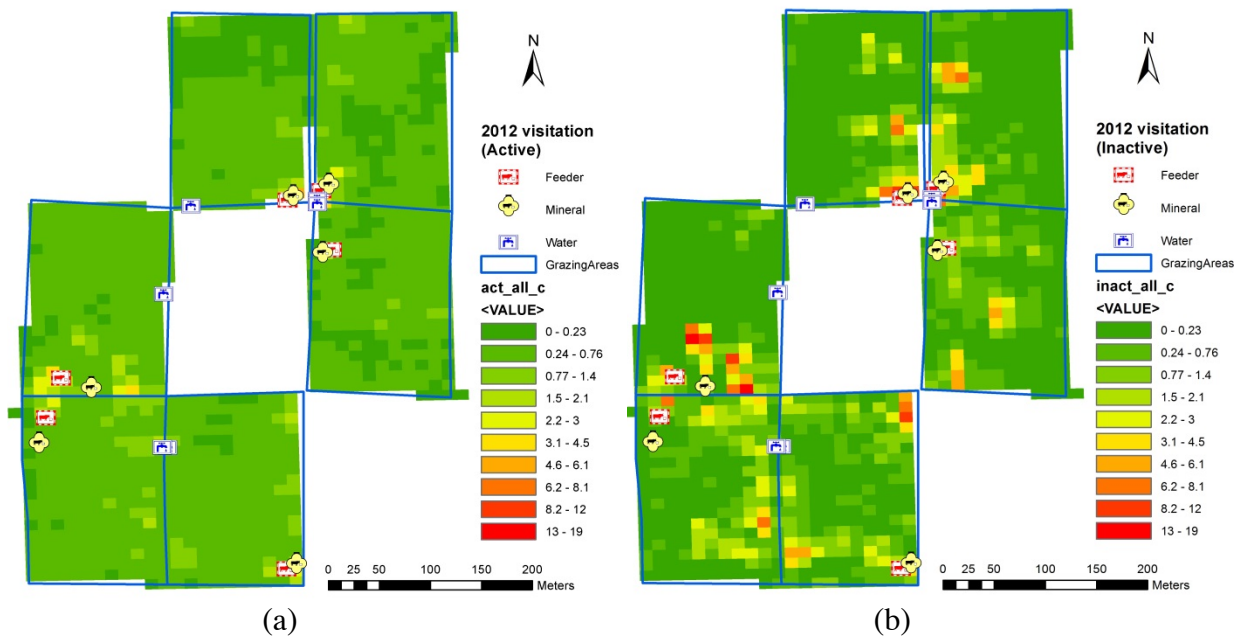 N
2012 visitation
(Active)
Feeder
Mineral
Water
GrazingAreas
act_all_c
<VALUE>
0 - 0.23
0.24 - 0.76
0.77 - 1.4
1.5 - 2.1
2.2 - 3
3.1 - 4.5
4.6 - 6.1
6.2 - 8.1
8.2 - 12
13 - 19
0 25 50 100 150 200
Meters
(a)
N
2012 visitation
(Inactive)
Feeder
Mineral
Water
GrazingAreas
inact_all_c
<VALUE>
0 - 0.23
0.24 - 0.76
0.77 - 1.4
1.5 - 2.1
2.2 - 3
3.1 - 4.5
4.6 - 6.1
6.2 - 8.1
8.2 - 12
13 - 19
0 25 50 100 150 200
Meters
(b)